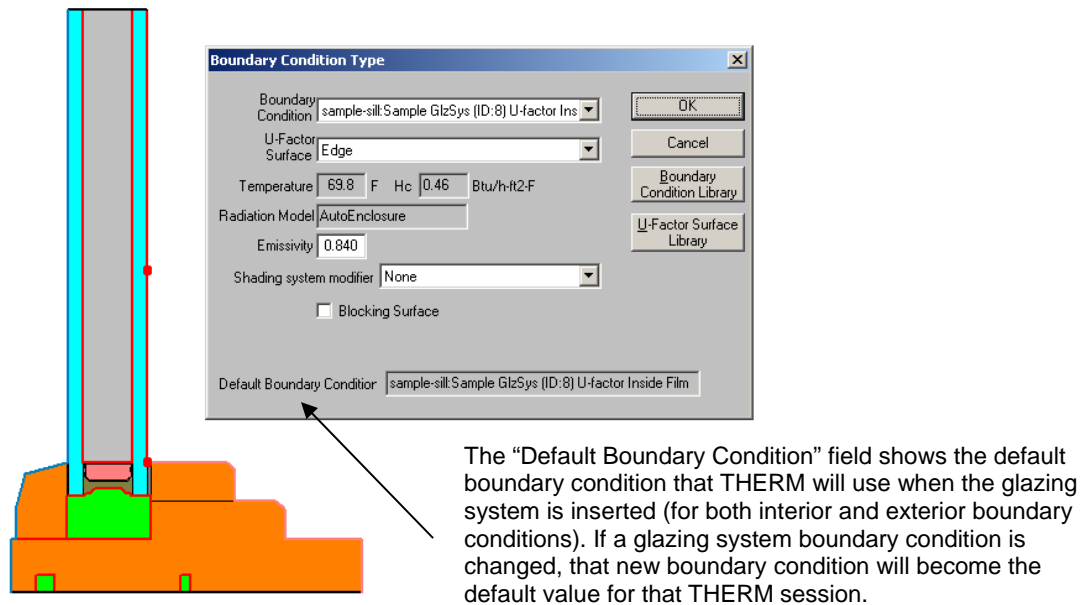 Boundary Condition Type
Boundary Condition sample-sill:Sample GlzSys (ID:8) U-factor Ins
OK
U-Factor Surface Edge
Cancel
Temperature 69.8 F Hc 0.46 Btu/h-ft2-F
Boundary Condition Library
Radiation Model AutoEnclosure
U-Factor Surface Library
Emissivity 0.840
Shading system modifier None
Blocking Surface
Default Boundary Condition sample-sill:Sample GlzSys (ID:8) U-factor Inside Film
The “Default Boundary Condition” field shows the default
boundary condition that THERM will use when the glazing
system is inserted (for both interior and exterior boundary
conditions). If a glazing system boundary condition is
changed, that new boundary condition will become the
default value for that THERM session.